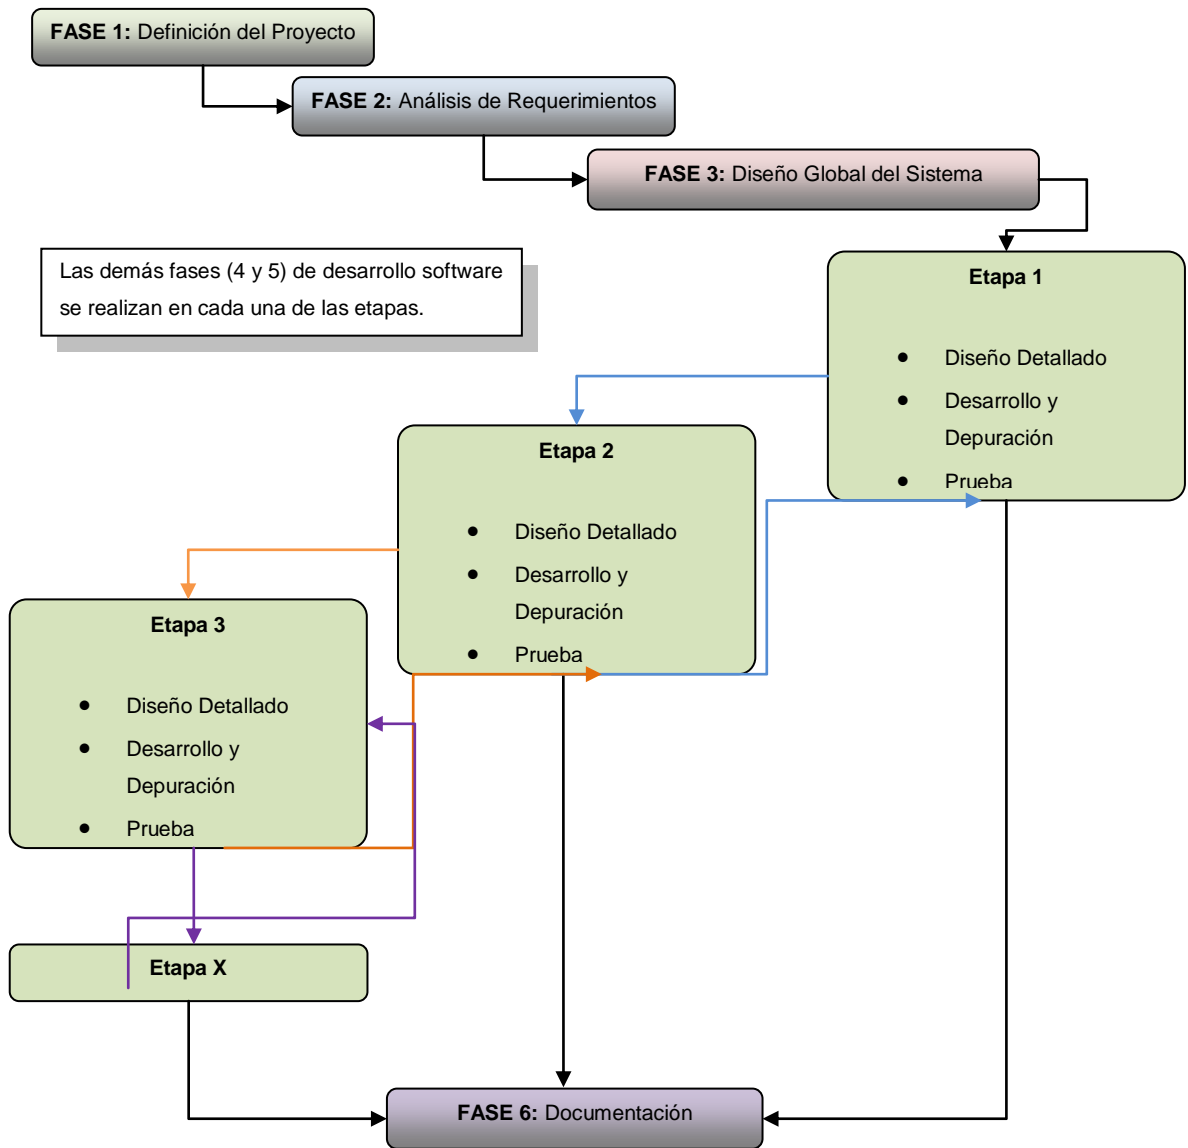 FASE 1: Definición del Proyecto
FASE 2: Análisis de Requerimientos
FASE 3: Diseño Global del Sistema
Las demás fases (4 y 5) de desarrollo software
se realizan en cada una de las etapas.
Etapa 1
• Diseño Detallado
• Desarrollo y
Depuración
• Prueba
Etapa 2
• Diseño Detallado
• Desarrollo y
Depuración
• Prueba
Etapa 3
• Diseño Detallado
• Desarrollo y
Depuración
• Prueba
Etapa X
FASE 6: Documentación